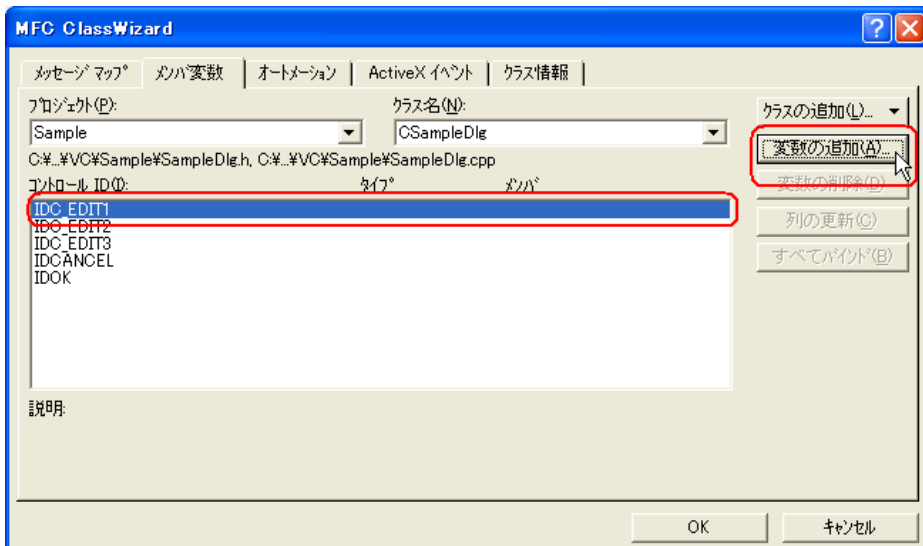 MFC ClassWizard
メッセージ マップ メンバ変数 オートメーション ActiveX イベント クラス情報
プロジェクト(P): クラス名(N): クラスの追加(L)...
Sample CSampleDlg
変数の追加(A)...
C:¥...¥VC¥Sample¥SampleDlg.h, C:¥...¥VC¥Sample¥SampleDlg.cpp
コントロール ID(I): タイプ メンバ 変数の削除(D)
IDC_EDIT1
IDC_EDIT2 列の更新(C)
IDC_EDIT3
IDCANCEL すべてバインド(B)
IDOK
説明:
OK キャンセル